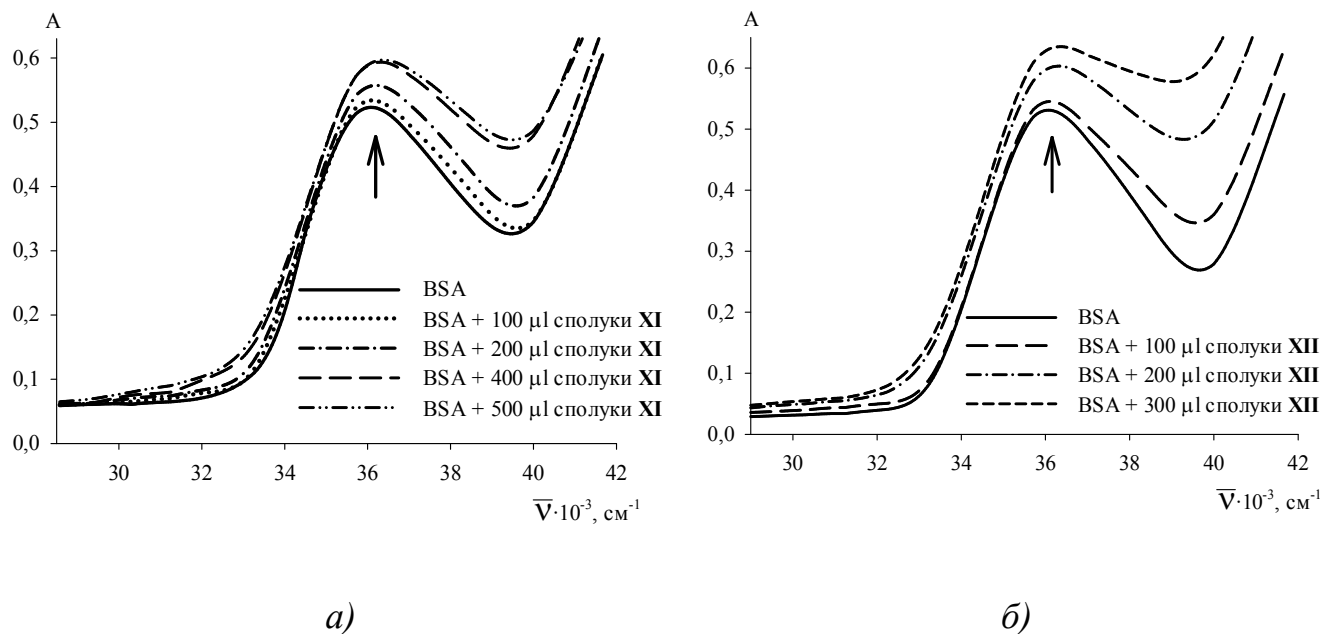 A
0,6
0,5
0,4
0,3
0,2
0,1
0,0
30 32 34 36 38 40 42
ν̅·10⁻³, см⁻¹
BSA
BSA + 100 µl сполуки XI
BSA + 200 µl сполуки XI
BSA + 400 µl сполуки XI
BSA + 500 µl сполуки XI
а)
A
0,6
0,5
0,4
0,3
0,2
0,1
0,0
30 32 34 36 38 40 42
ν̅·10⁻³, см⁻¹
BSA
BSA + 100 µl сполуки XII
BSA + 200 µl сполуки XII
BSA + 300 µl сполуки XII
б)